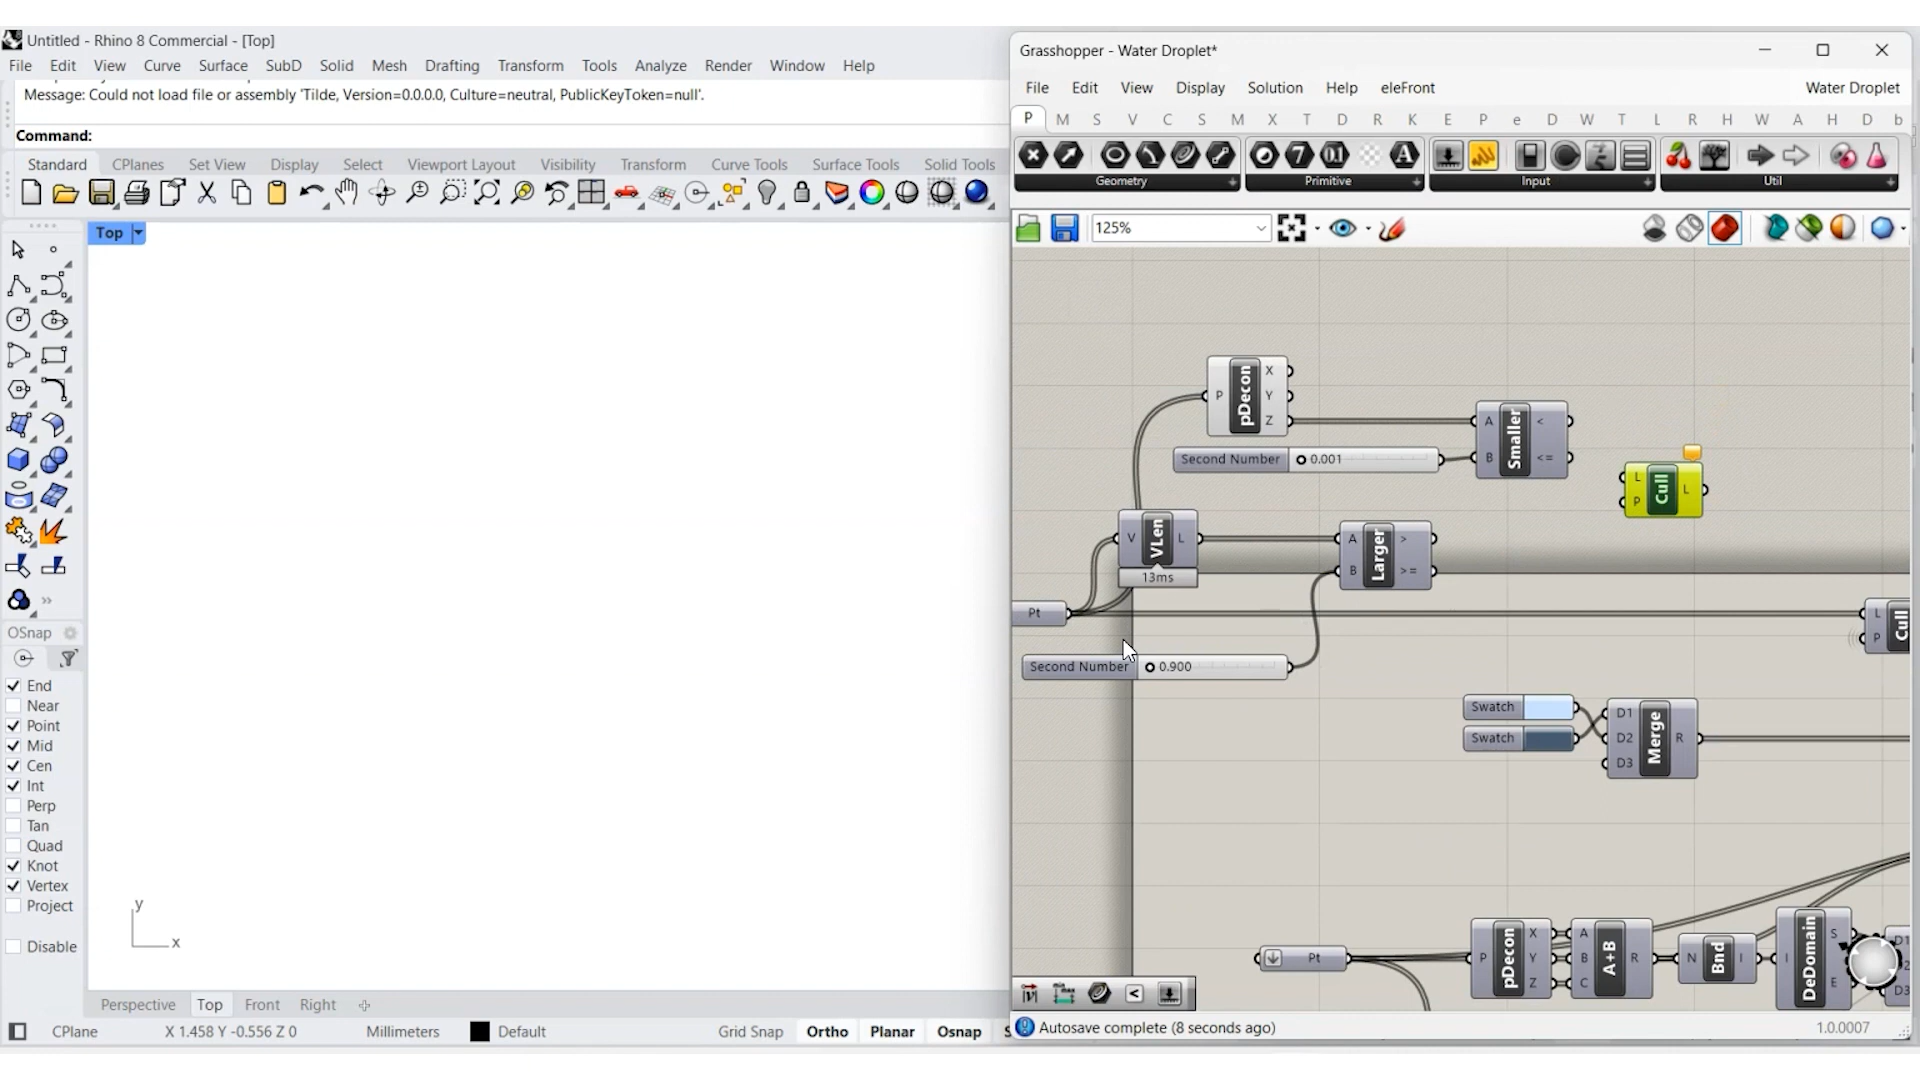 Untitled - Rhino 8 Commercial - [Top]
File Edit View Curve Surface SubD Solid Mesh Drafting Transform Tools Analyze Render Window Help
Message: Could not load file or assembly 'Tilde, Version=0.0.0.0, Culture=neutral, PublicKeyToken=null'.
Command:
Standard CPlanes Set View Display Select Viewport Layout Visibility Transform Curve Tools Surface Tools Solid Tools
Top
OSnap
End
Near
Point
Mid
Cen
Int
Perp
Tan
Quad
Knot
Vertex
Project
Disable
y
x
Perspective Top Front Right
CPlane X 1.458 Y -0.556 Z 0 Millimeters Default Grid Snap Ortho Planar Osnap S
Grasshopper - Water Droplet*
File Edit View Display Solution Help eleFront Water Droplet
P M S V C S M X T D R K E P e D W T L R H W A H D b
Geometry Primitive Input Util
125%
P pDecon X Y Z
Second Number 0.001
A B Smaller < <=
L P Cull L
V VLen L
13ms
A B Larger > >=
Pt
L P Cull
Second Number 0.900
Swatch
Swatch
D1 D2 D3 Merge R
Pt
P pDecon X Y Z
A B C A+B R
N Bnd I
I DeDomain S E
D1
D3
Autosave complete (8 seconds ago)
1.0.0007